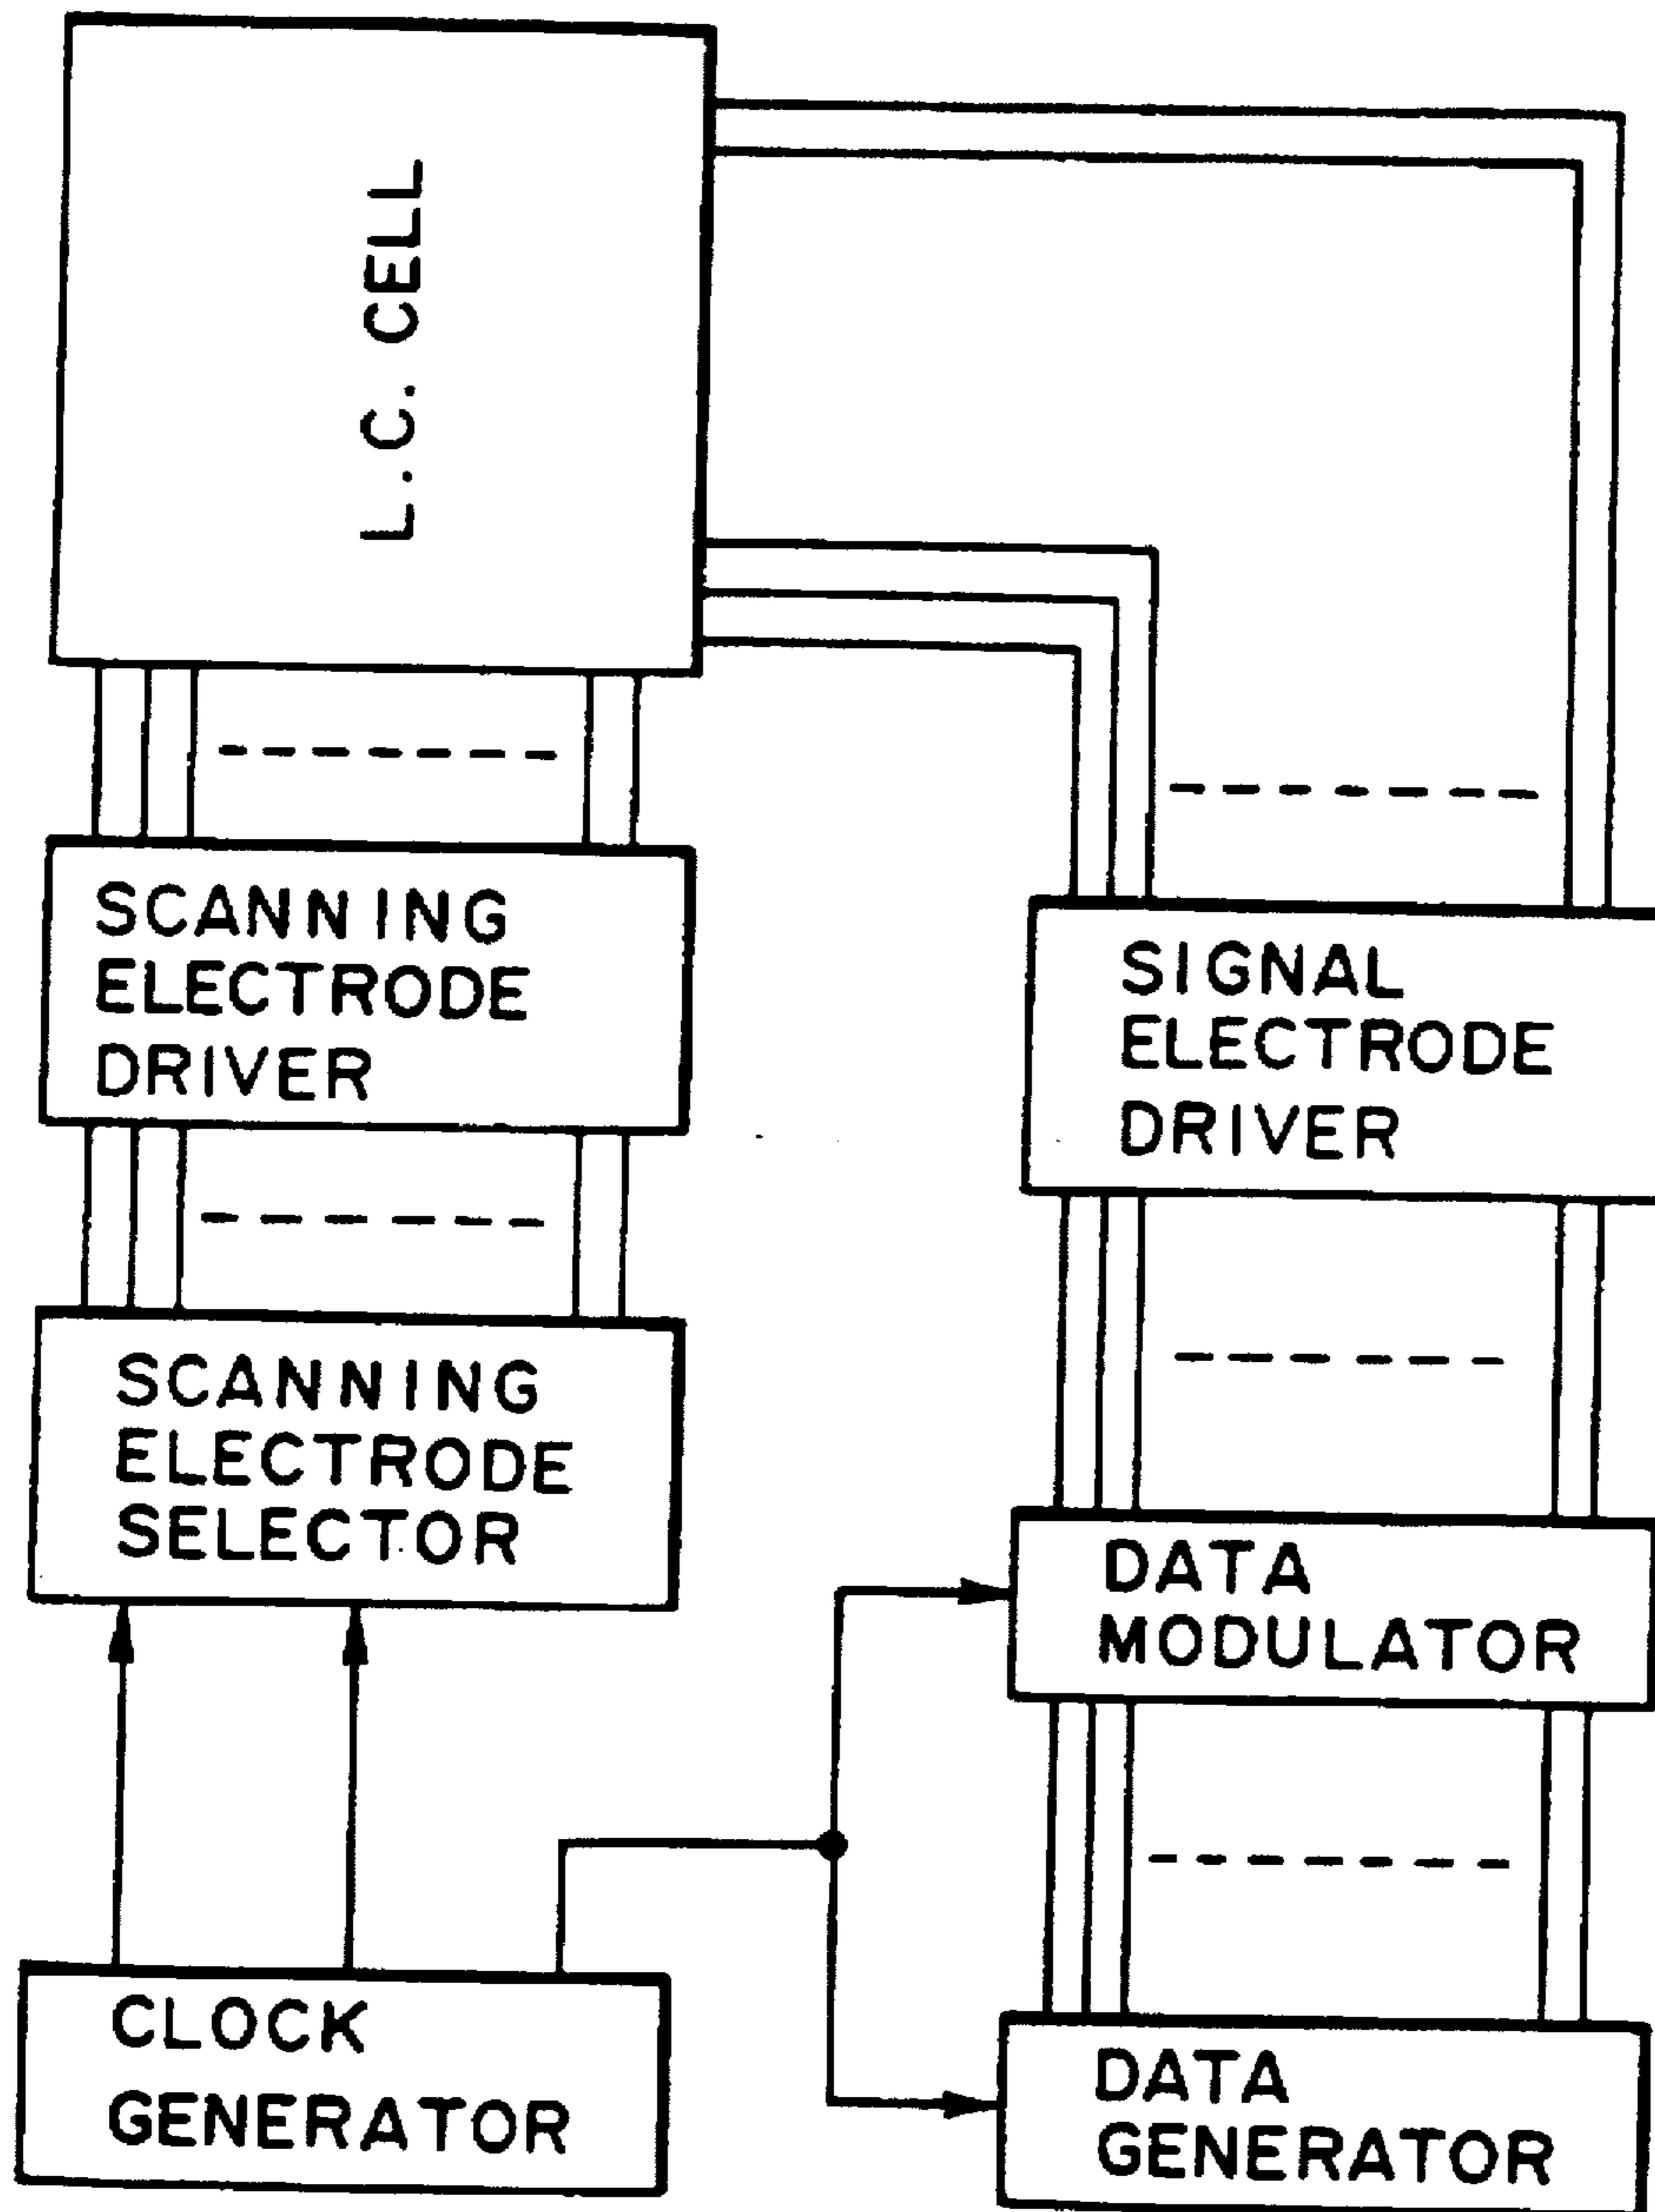 L.C. CELL
SCANNING
ELECTRODE
DRIVER
SIGNAL
ELECTRODE
DRIVER
SCANNING
ELECTRODE
SELECTOR
DATA
MODULATOR
CLOCK
GENERATOR
DATA
GENERATOR